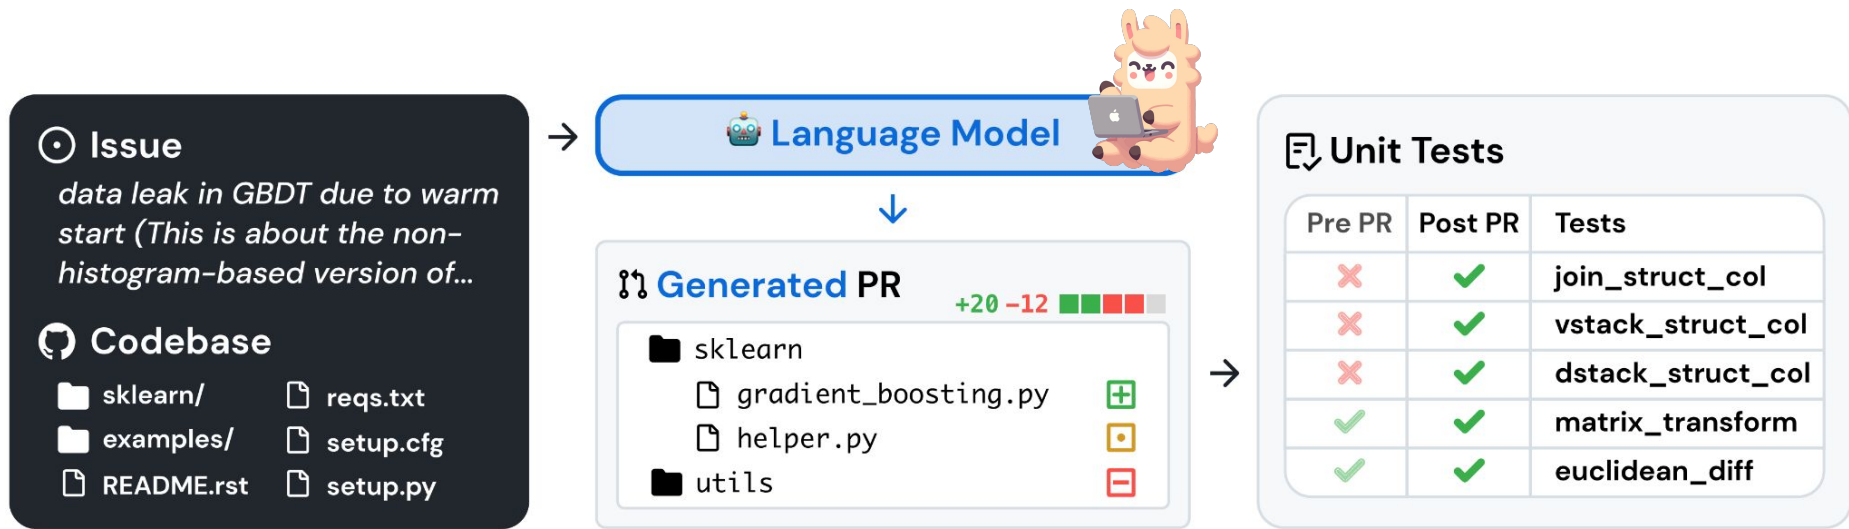 Issue
data leak in GBDT due to warm
start (This is about the non-
histogram-based version of...
Codebase
sklearn/
examples/
README.rst
reqs.txt
setup.cfg
setup.py
Language Model
Generated PR
+20 -12
sklearn
gradient_boosting.py
helper.py
utils
Unit Tests
Pre PR Post PR Tests
join_struct_col
vstack_struct_col
dstack_struct_col
matrix_transform
euclidean_diff